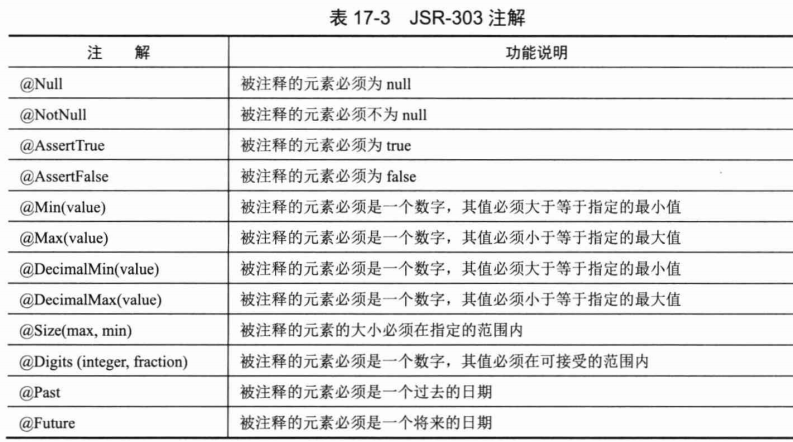 表 17-3 JSR-303 注解
注 解 功能说明
@Null 被注释的元素必须为 null
@NotNull 被注释的元素必须不为 null
@AssertTrue 被注释的元素必须为 true
@AssertFalse 被注释的元素必须为 false
@Min(value) 被注释的元素必须是一个数字，其值必须大于等于指定的最小值
@Max(value) 被注释的元素必须是一个数字，其值必须小于等于指定的最大值
@DecimalMin(value) 被注释的元素必须是一个数字，其值必须大于等于指定的最小值
@DecimalMax(value) 被注释的元素必须是一个数字，其值必须小于等于指定的最大值
@Size(max, min) 被注释的元素的大小必须在指定的范围内
@Digits (integer, fraction) 被注释的元素必须是一个数字，其值必须在可接受的范围内
@Past 被注释的元素必须是一个过去的日期
@Future 被注释的元素必须是一个将来的日期